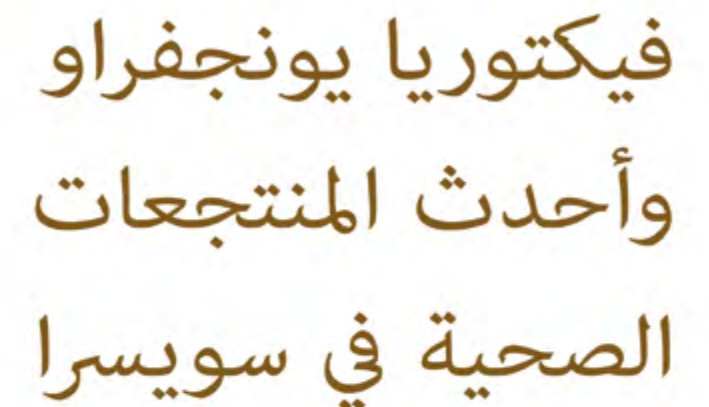 فيكتوريا يونجفراو
وأحدث المنتجعات
الصحية في سويسرا